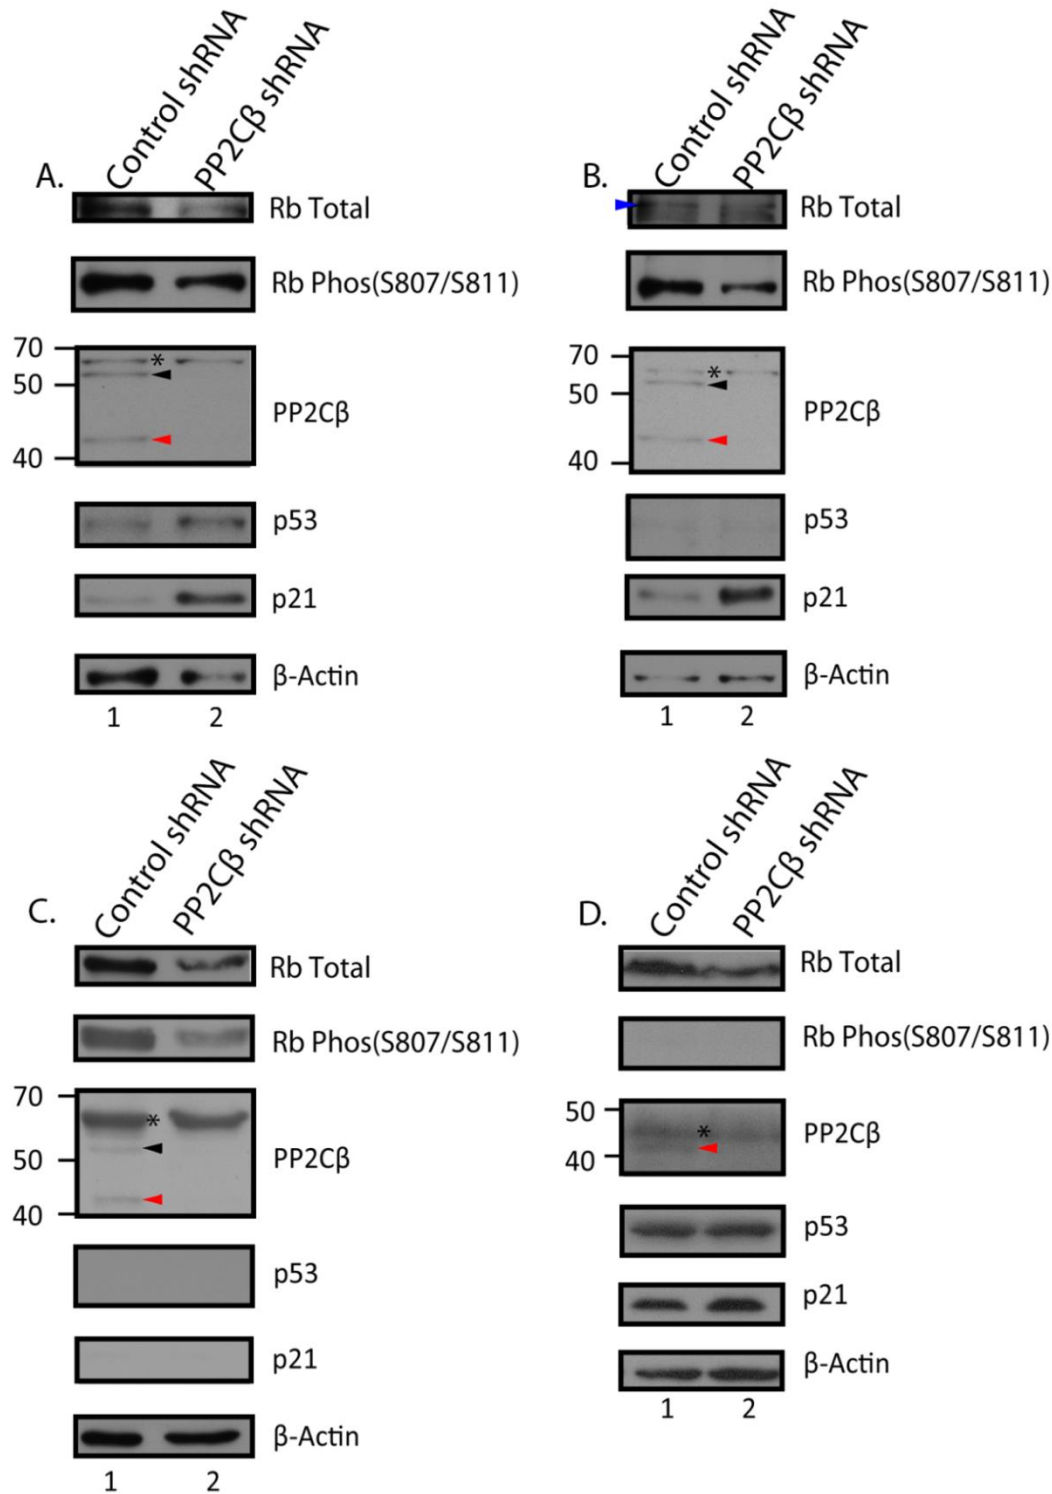 A.
Control shRNA
PP2Cβ shRNA
Rb Total
Rb Phos(S807/S811)
70
50
40
*
PP2Cβ
p53
p21
β-Actin
1 2
B.
Control shRNA
PP2Cβ shRNA
Rb Total
Rb Phos(S807/S811)
70
50
40
*
PP2Cβ
p53
p21
β-Actin
1 2
C.
Control shRNA
PP2Cβ shRNA
Rb Total
Rb Phos(S807/S811)
70
50
40
*
PP2Cβ
p53
p21
β-Actin
1 2
D.
Control shRNA
PP2Cβ shRNA
Rb Total
Rb Phos(S807/S811)
50
40
*
PP2Cβ
p53
p21
β-Actin
1 2